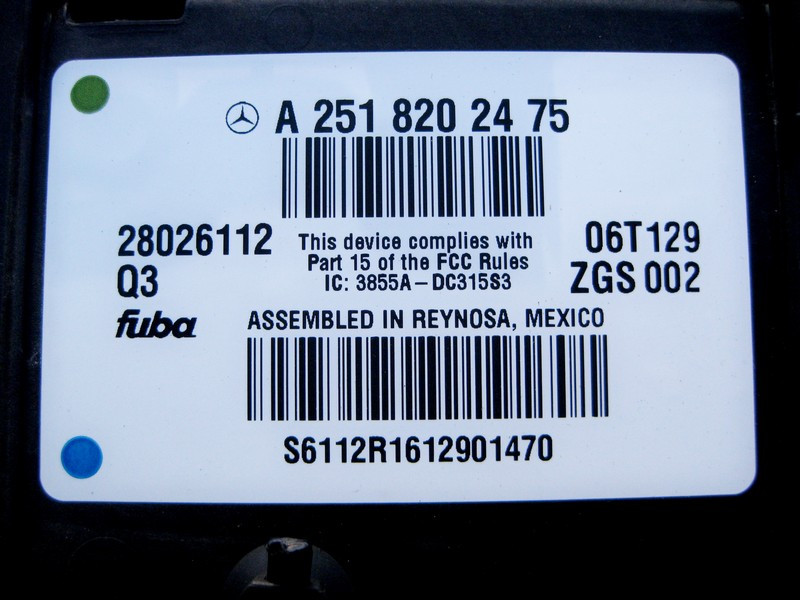 A 251 820 24 75
28026112
Q3
This device complies with
Part 15 of the FCC Rules
IC: 3855A-DC315S3
06T129
ZGS 002
fuba
ASSEMBLED IN REYNOSA, MEXICO
S6112R1612901470